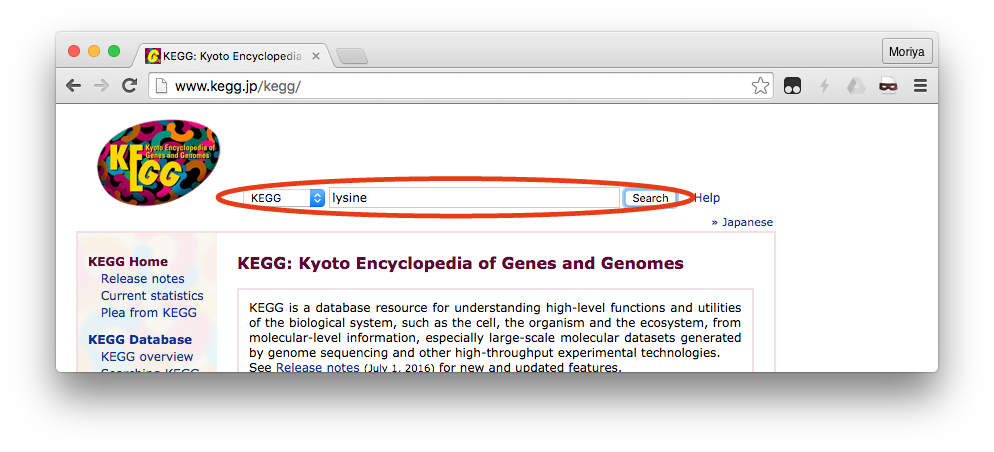 KEGG: Kyoto Encyclopedia
Moriya
www.kegg.jp/kegg/
Kyoto Encyclopedia of
Genes and Genomes
KEGG
KEGG lysine Search Help
» Japanese
KEGG Home
Release notes
Current statistics
Plea from KEGG
KEGG Database
KEGG overview
Searching KEGG
KEGG: Kyoto Encyclopedia of Genes and Genomes
KEGG is a database resource for understanding high-level functions and utilities
of the biological system, such as the cell, the organism and the ecosystem, from
molecular-level information, especially large-scale molecular datasets generated
by genome sequencing and other high-throughput experimental technologies.
See Release notes (July 1, 2016) for new and updated features.